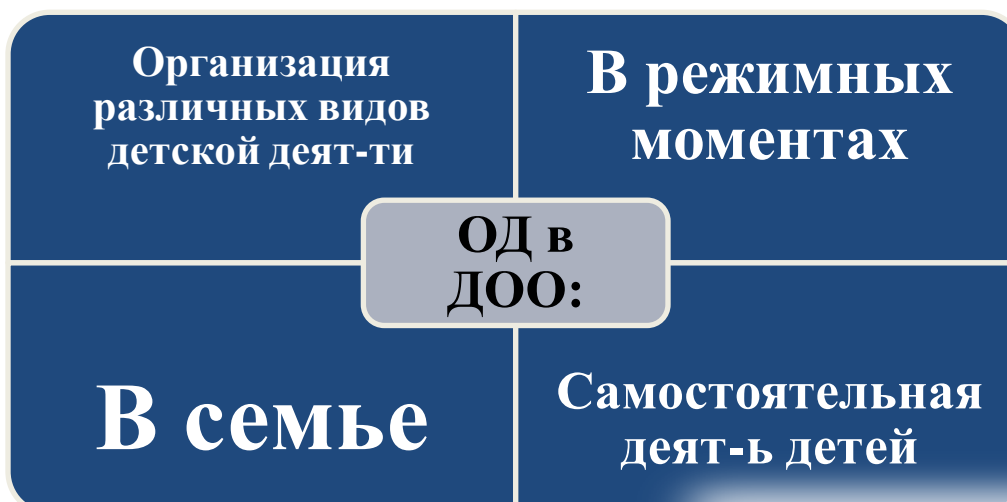 Организация
различных видов
детской деят-ти
В режимных
моментах
ОД в
ДОО:
В семье
Самостоятельная
деят-ь детей